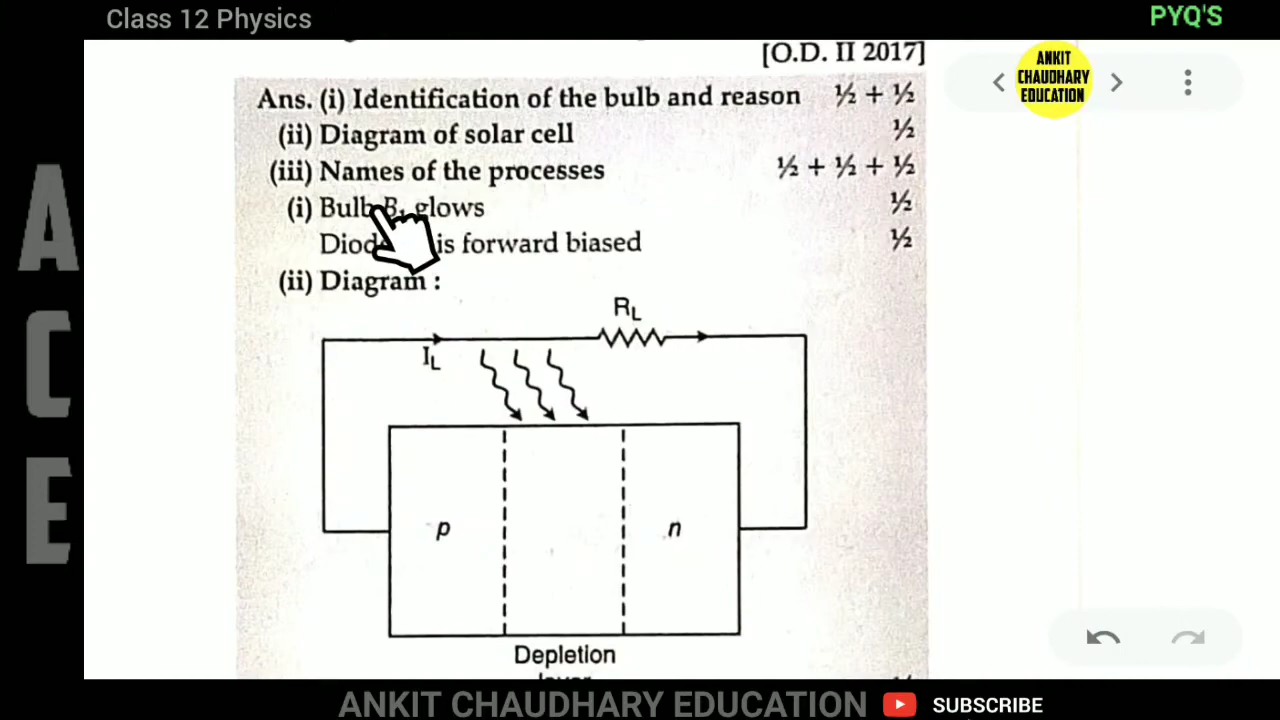 Class 12 Physics
PYQ'S
[O.D. II 2017]
ANKIT
CHAUDHARY
EDUCATION
Ans. (i) Identification of the bulb and reason ½ + ½
(ii) Diagram of solar cell ½
(iii) Names of the processes ½ + ½ + ½
(i) Bulb B₁ glows ½
is forward biased ½
(ii) Diagram :
R_L
I_L
p
n
Depletion
ACE
ANKIT CHAUDHARY EDUCATION
SUBSCRIBE